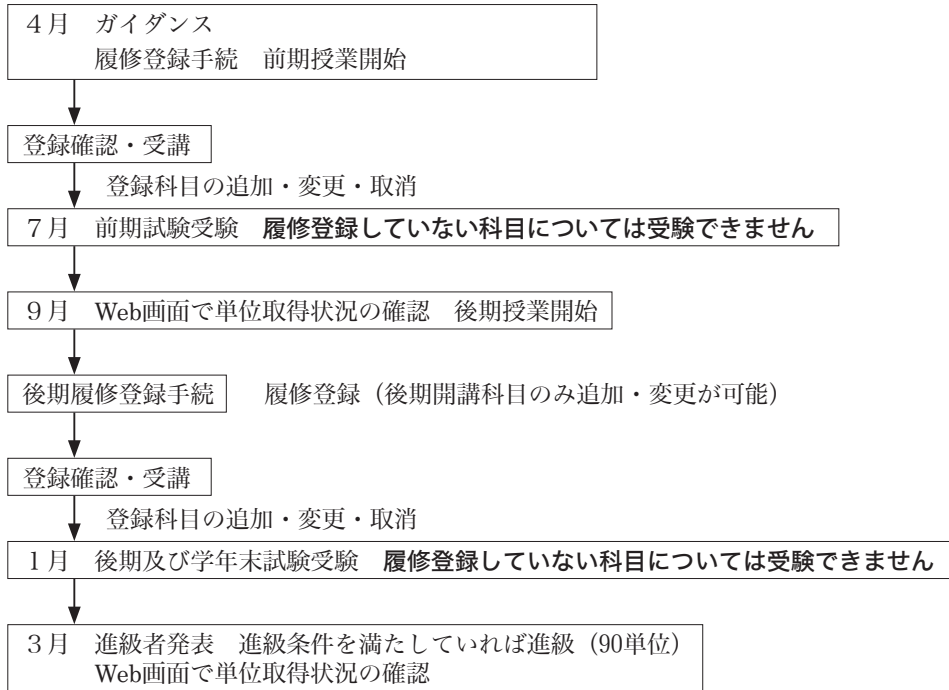 ４月　ガイダンス
履修登録手続　前期授業開始
登録確認・受講
登録科目の追加・変更・取消
７月　前期試験受験　履修登録していない科目については受験できません
９月　Web画面で単位取得状況の確認　後期授業開始
後期履修登録手続　履修登録（後期開講科目のみ追加・変更が可能）
登録確認・受講
登録科目の追加・変更・取消
１月　後期及び学年末試験受験　履修登録していない科目については受験できません
３月　進級者発表　進級条件を満たしていれば進級（90単位）
Web画面で単位取得状況の確認